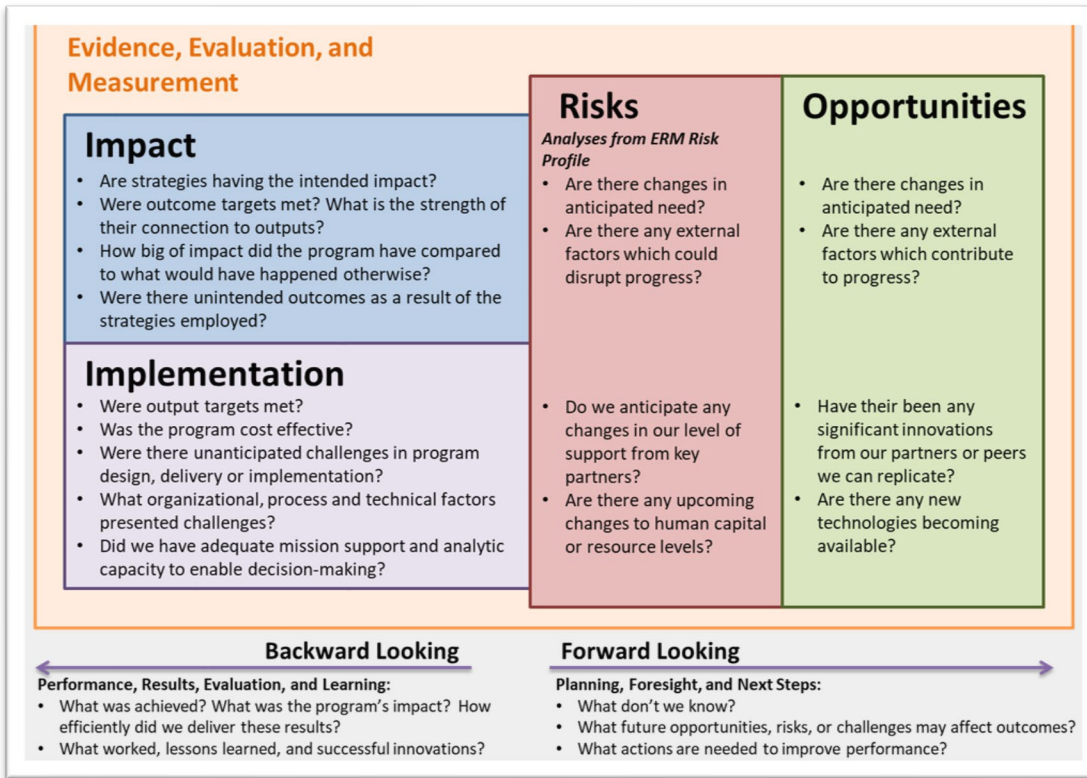 Evidence, Evaluation, and
Measurement
Impact
• Are strategies having the intended impact?
• Were outcome targets met? What is the strength of
their connection to outputs?
• How big of impact did the program have compared
to what would have happened otherwise?
• Were there unintended outcomes as a result of the
strategies employed?
Implementation
• Were output targets met?
• Was the program cost effective?
• Were there unanticipated challenges in program
design, delivery or implementation?
• What organizational, process and technical factors
presented challenges?
• Did we have adequate mission support and analytic
capacity to enable decision-making?
Risks
Analyses from ERM Risk
Profile
• Are there changes in
anticipated need?
• Are there any external
factors which could
disrupt progress?
• Do we anticipate any
changes in our level of
support from key
partners?
• Are there any upcoming
changes to human capital
or resource levels?
Opportunities
• Are there changes in
anticipated need?
• Are there any external
factors which contribute
to progress?
• Have their been any
significant innovations
from our partners or peers
we can replicate?
• Are there any new
technologies becoming
available?
Backward Looking
Performance, Results, Evaluation, and Learning:
• What was achieved? What was the program's impact? How
efficiently did we deliver these results?
• What worked, lessons learned, and successful innovations?
Forward Looking
Planning, Foresight, and Next Steps:
• What don't we know?
• What future opportunities, risks, or challenges may affect outcomes?
• What actions are needed to improve performance?